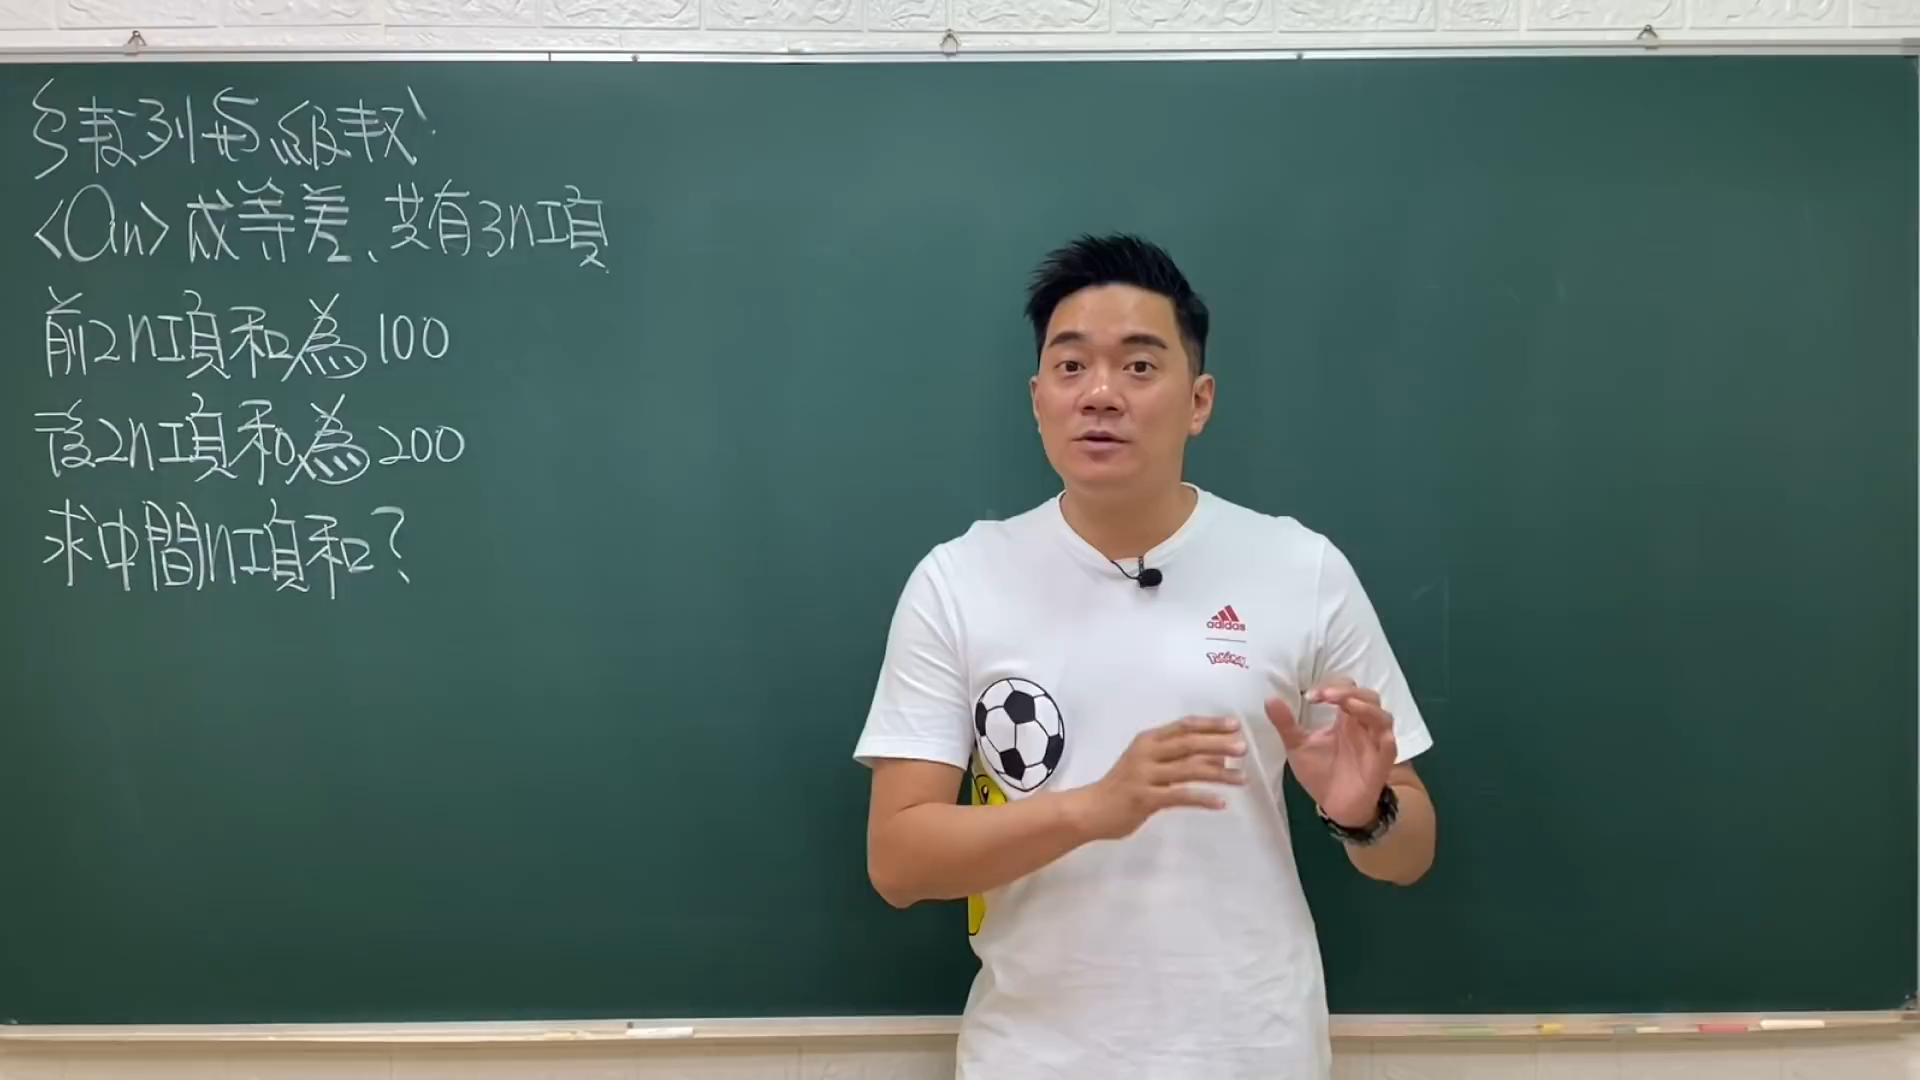 §數列與級數
<an>成等差、共有3n項
前2n項和為100
後2n項和為200
求中間n項和?
adidas
Pokémon